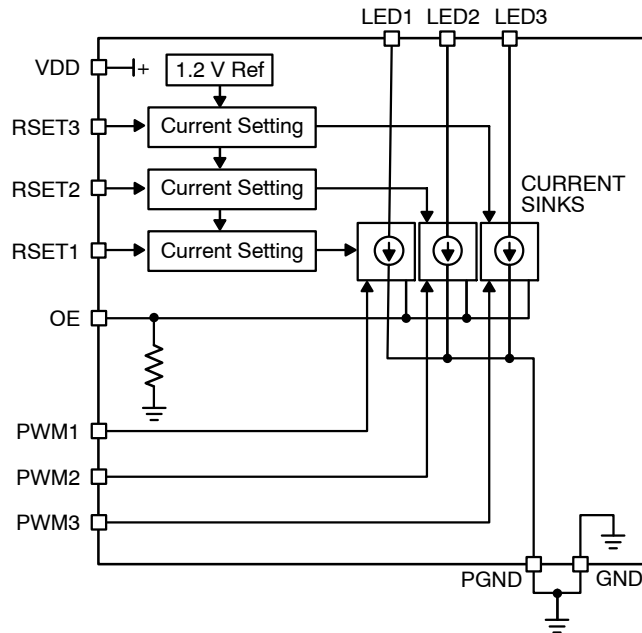 LED1 LED2 LED3
VDD
+
1.2 V Ref
RSET3
Current Setting
RSET2
Current Setting
CURRENT
SINKS
RSET1
Current Setting
OE
PWM1
PWM2
PWM3
PGND
GND